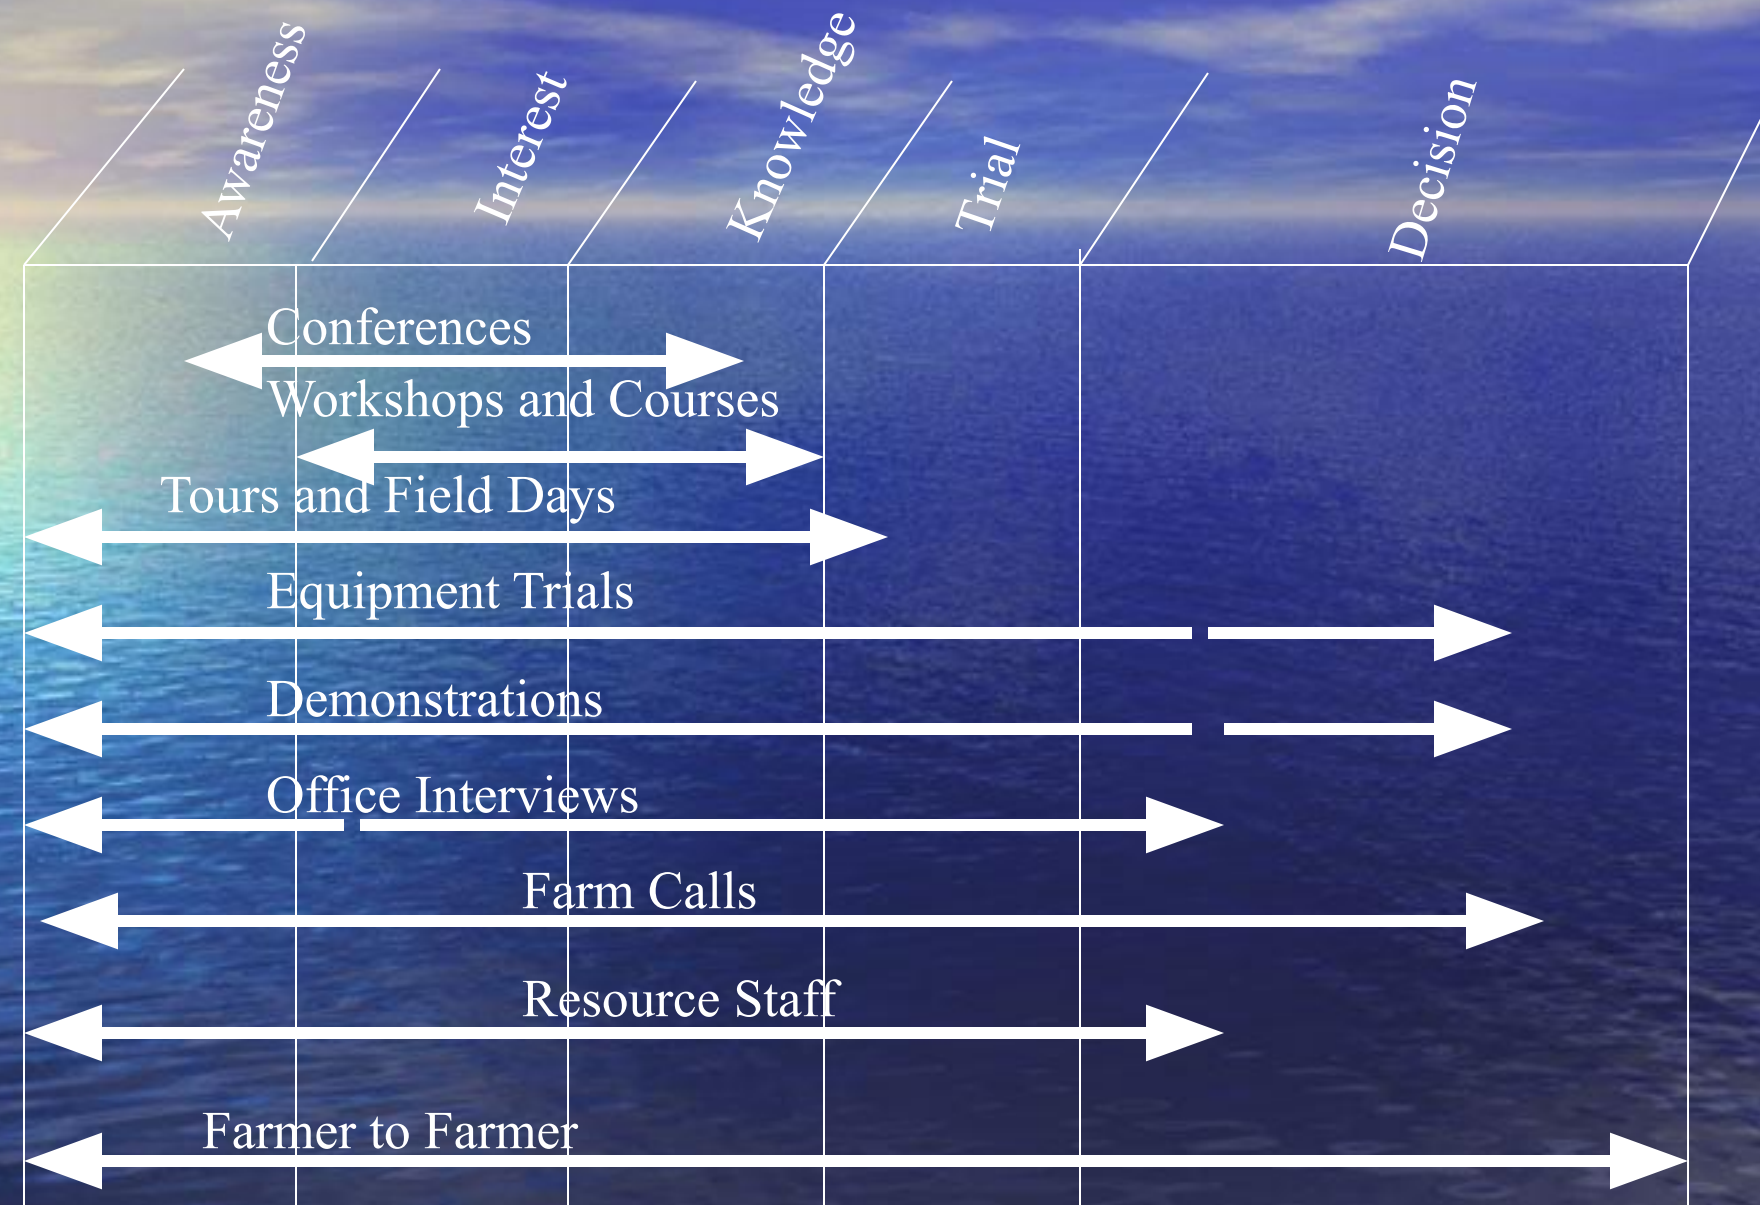 Awareness
Interest
Knowledge
Trial
Decision
Conferences
Workshops and Courses
Tours and Field Days
Equipment Trials
Demonstrations
Office Interviews
Farm Calls
Resource Staff
Farmer to Farmer